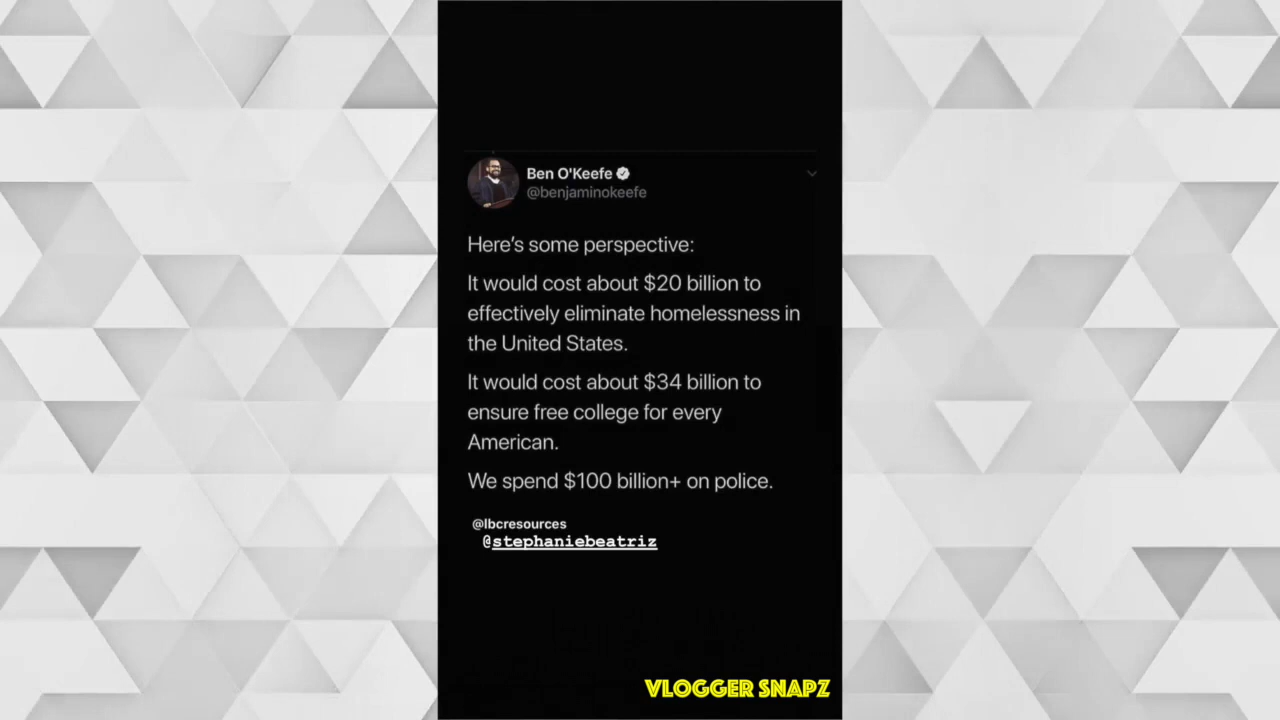 Ben O'Keefe
@benjaminokeefe
Here's some perspective:
It would cost about $20 billion to
effectively eliminate homelessness in
the United States.
It would cost about $34 billion to
ensure free college for every
American.
We spend $100 billion+ on police.
@lbcresources
@stephaniebeatriz
VLOGGER SNAPZ